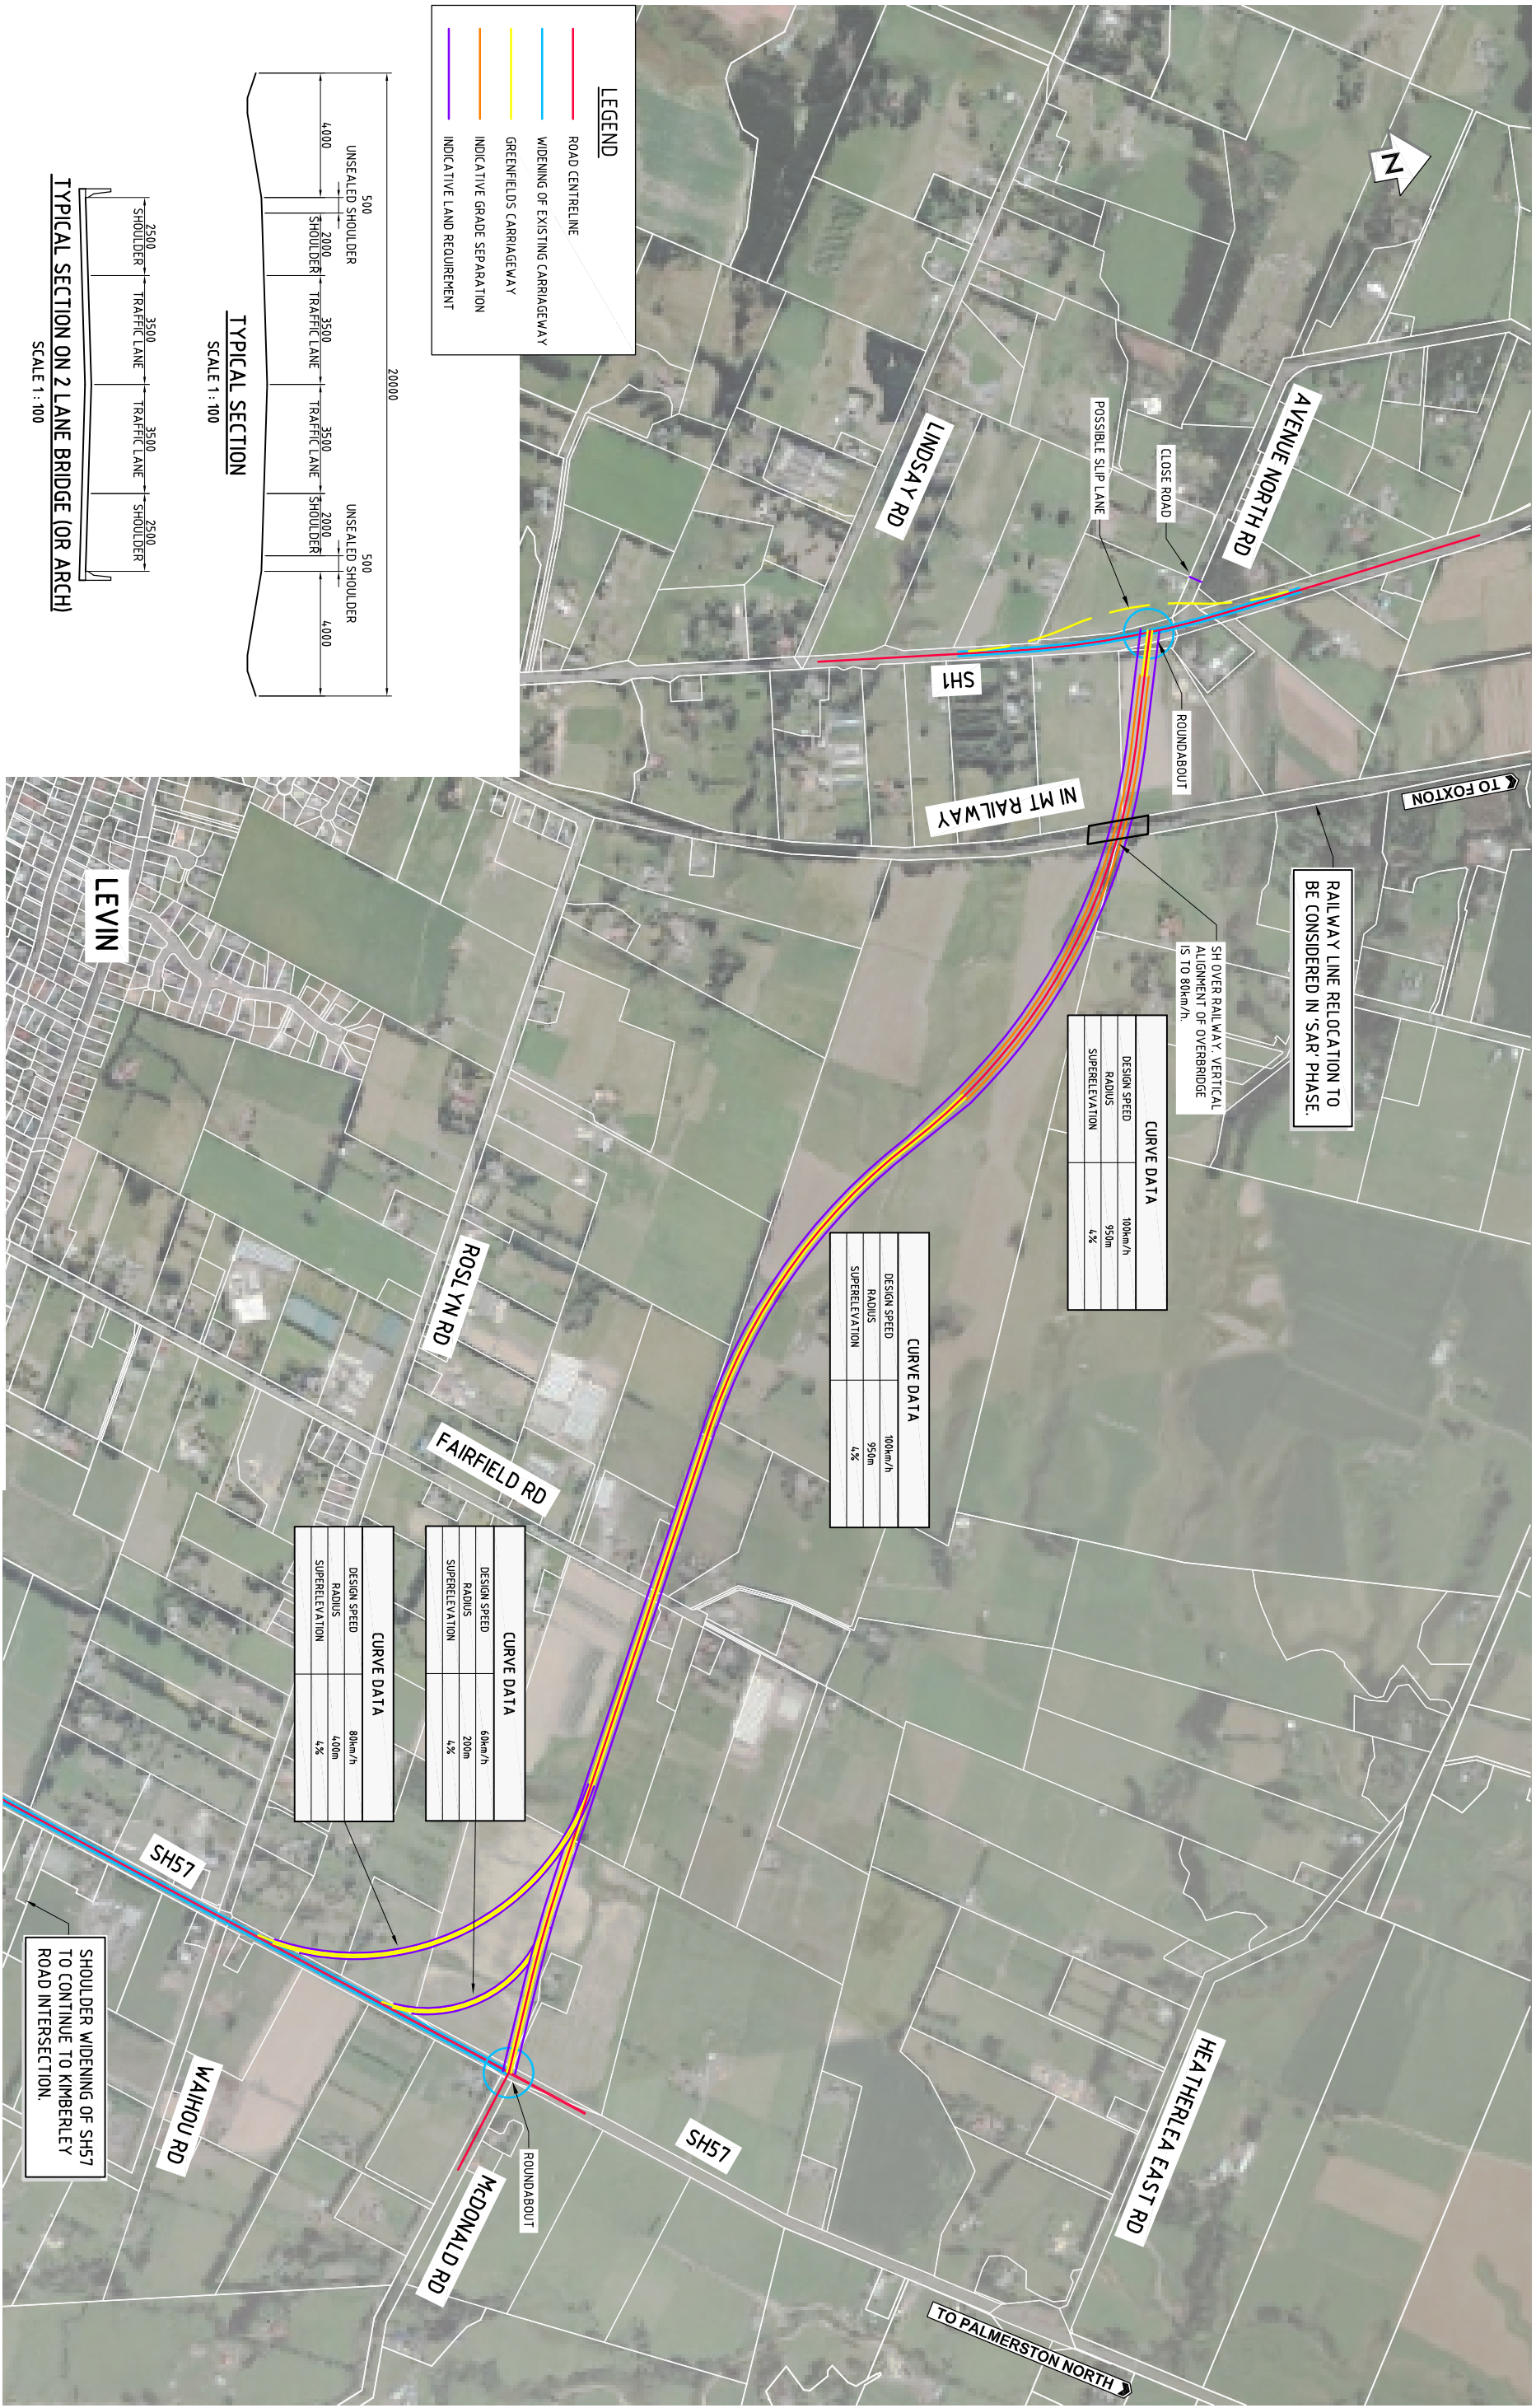 LEGEND
ROAD CENTRELINE
WIDENING OF EXISTING CARRIAGEWAY
GREENFIELDS CARRIAGEWAY
INDICATIVE GRADE SEPARATION
INDICATIVE LAND REQUIREMENT
20000
4000
500
UNSEALED SHOULDER
2000
SHOULDER
3500
TRAFFIC LANE
3500
TRAFFIC LANE
2000
SHOULDER
500
UNSEALED SHOULDER
4000
TYPICAL SECTION
SCALE 1 : 100
2500
SHOULDER
3500
TRAFFIC LANE
3500
TRAFFIC LANE
2500
SHOULDER
TYPICAL SECTION ON 2 LANE BRIDGE (OR ARCH)
SCALE 1 : 100
N
AVENUE NORTH RD
LINDSAY RD
CLOSE ROAD
POSSIBLE SLIP LANE
SH1
ROUNDABOUT
NIMT RAILWAY
TO FOXTON
RAILWAY LINE RELOCATION TO
BE CONSIDERED IN 'SAR' PHASE.
SH OVER RAILWAY. VERTICAL
ALIGNMENT OF OVERBRIDGE
IS TO 80km/h.
CURVE DATA
DESIGN SPEED 100km/h
RADIUS 950m
SUPERELEVATION 4%
CURVE DATA
DESIGN SPEED 100km/h
RADIUS 950m
SUPERELEVATION 4%
LEVIN
ROSLYN RD
FAIRFIELD RD
CURVE DATA
DESIGN SPEED 60km/h
RADIUS 200m
SUPERELEVATION 4%
CURVE DATA
DESIGN SPEED 80km/h
RADIUS 400m
SUPERELEVATION 4%
SH57
SHOULDER WIDENING OF SH57
TO CONTINUE TO KIMBERLEY
ROAD INTERSECTION.
WAIHOU RD
ROUNDABOUT
McDONALD RD
SH57
HEATHERLEA EAST RD
TO PALMERSTON NORTH